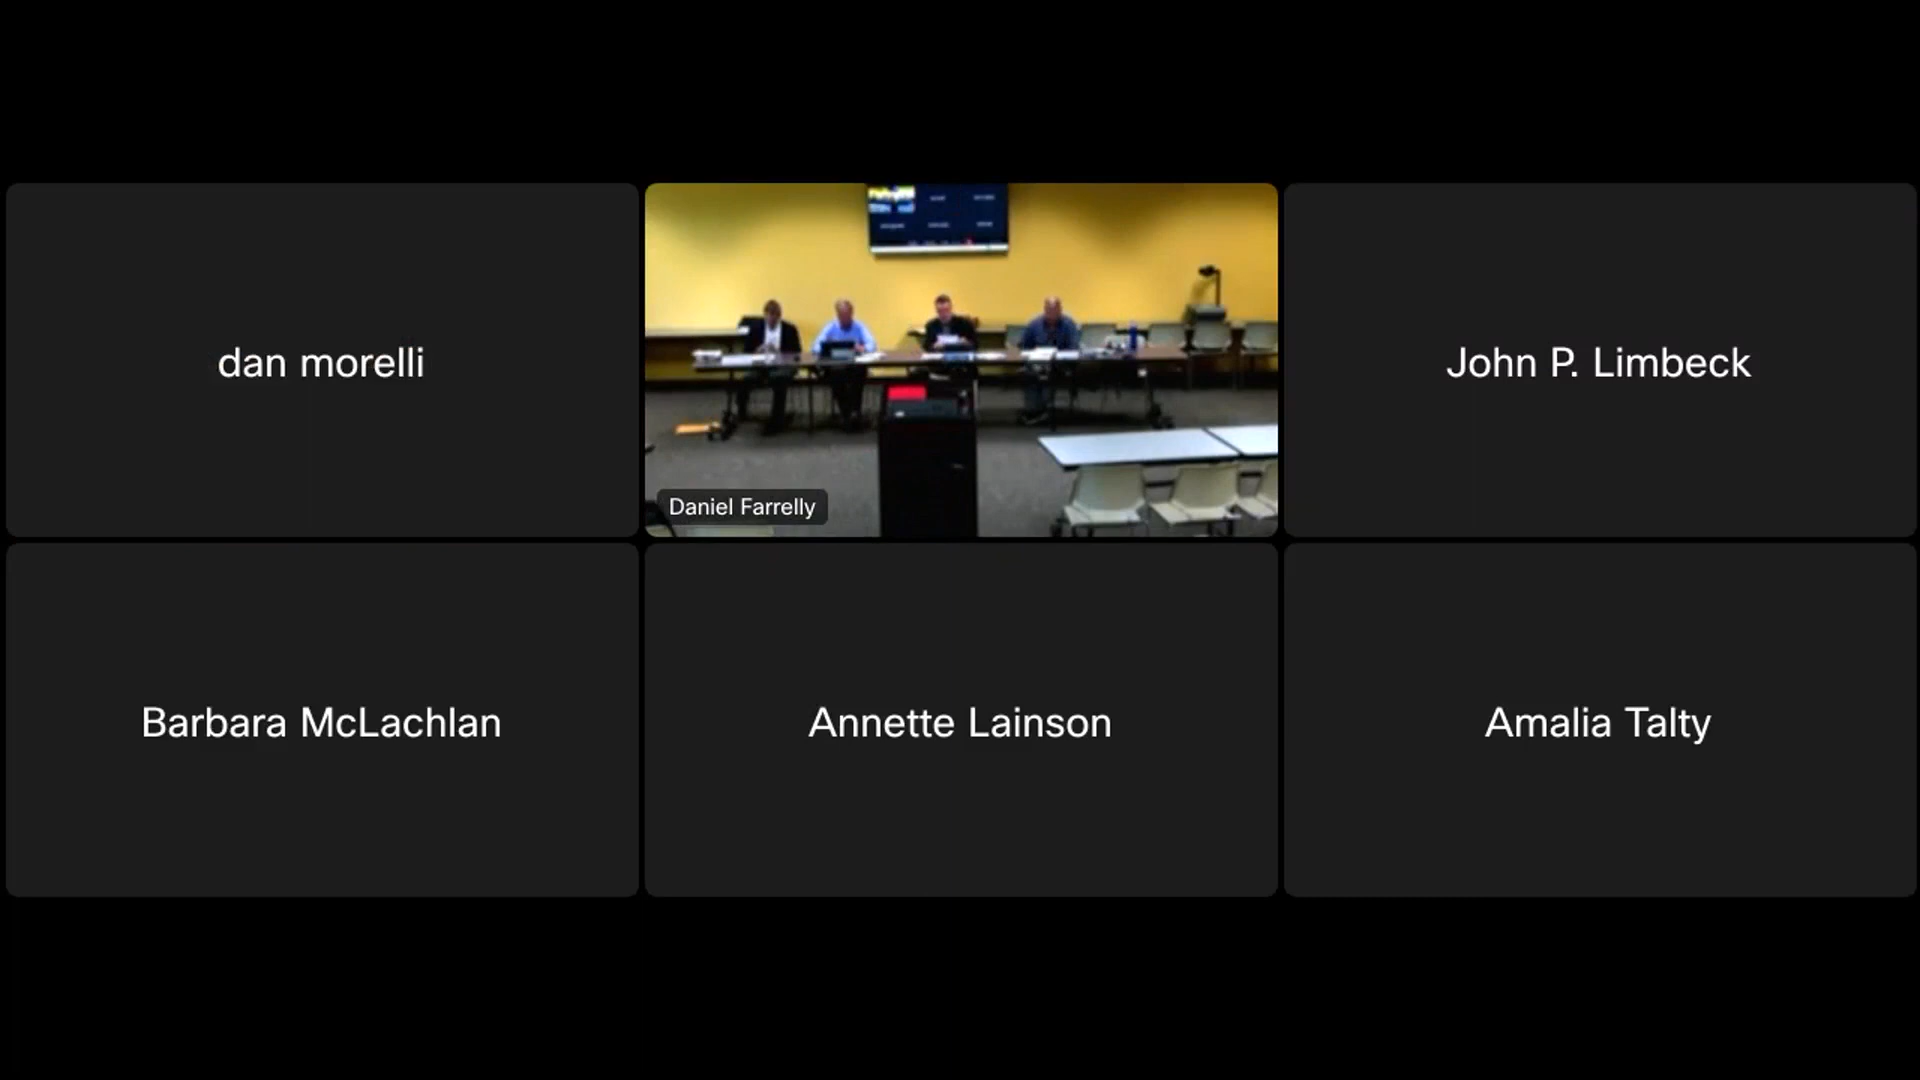 dan morelli
Daniel Farrelly
John P. Limbeck
Barbara McLachlan
Annette Lainson
Amalia Talty